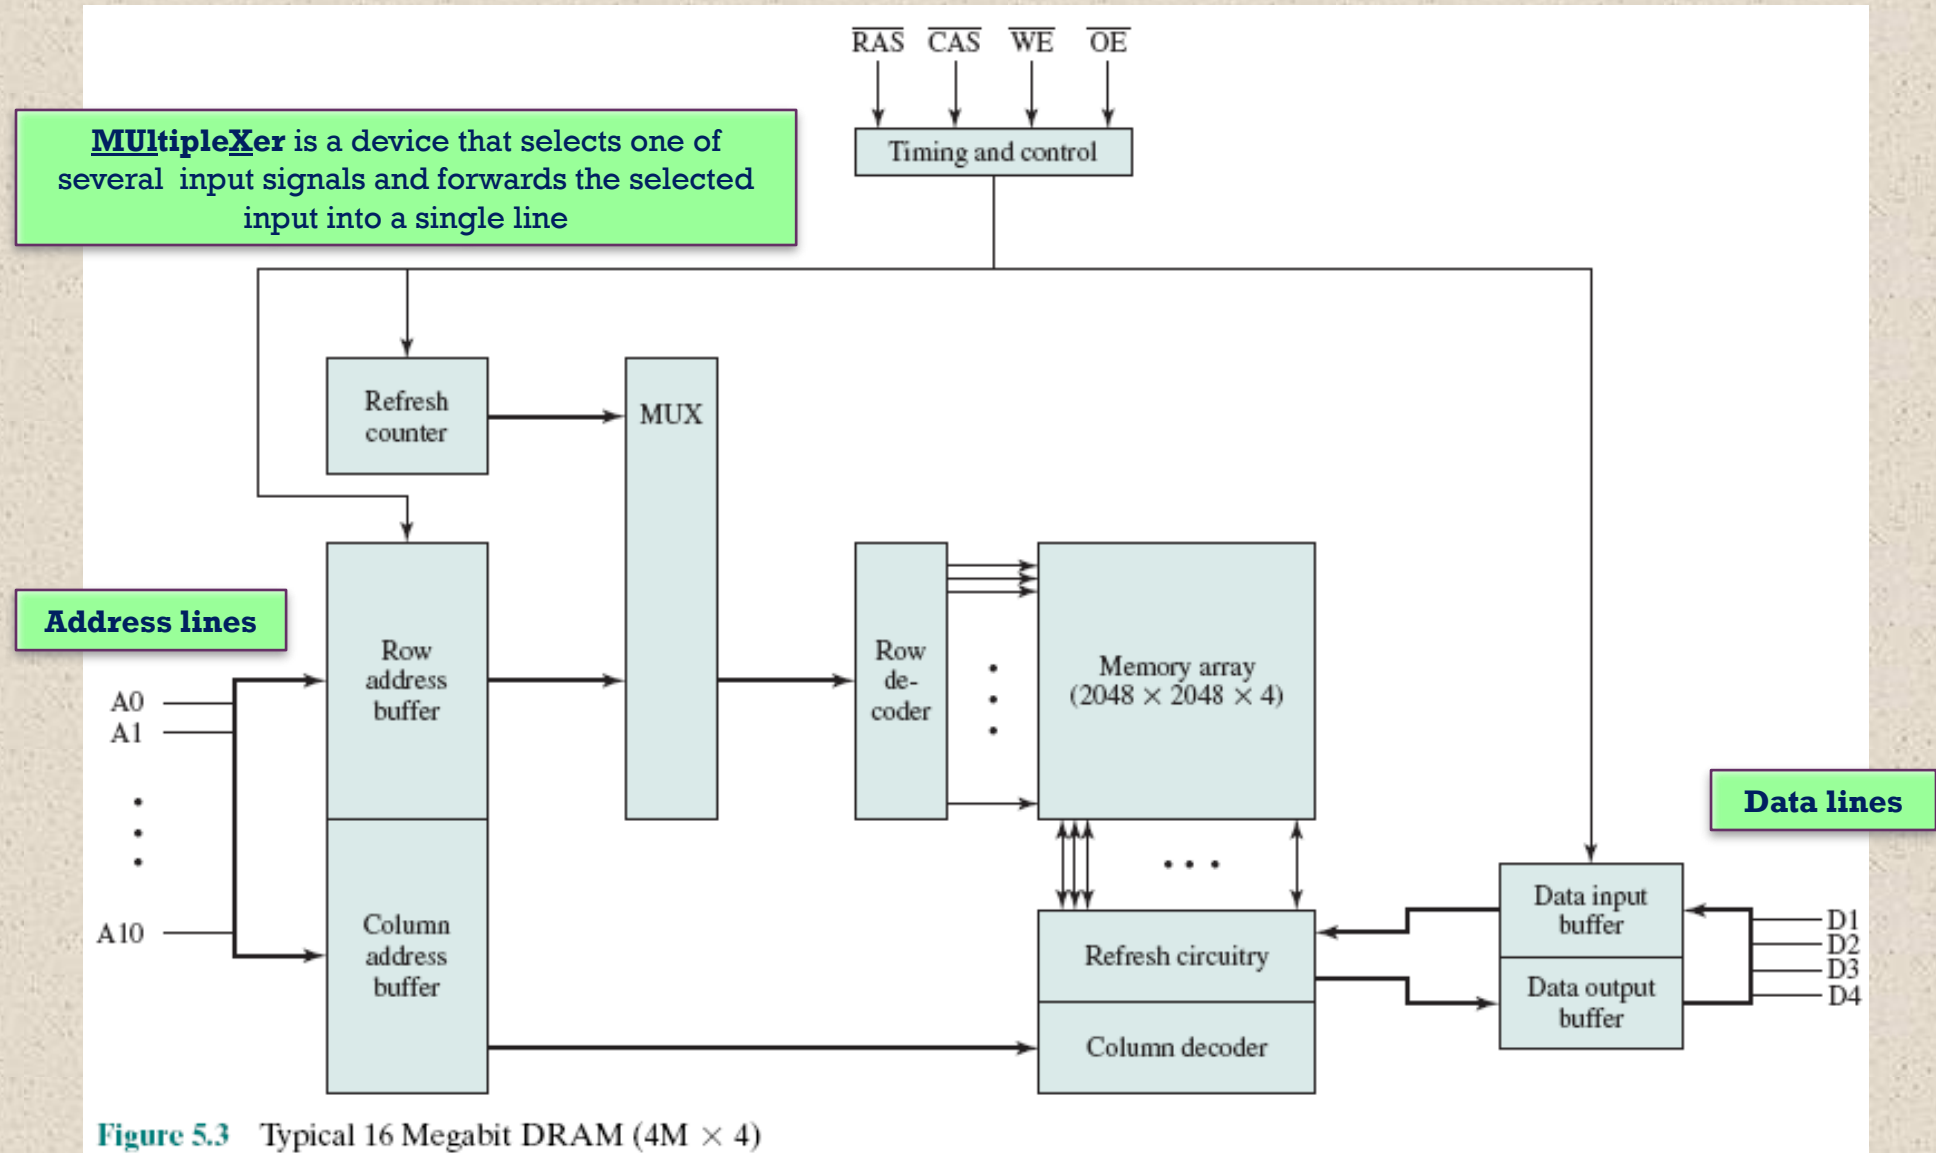 RAS CAS WE OE
Timing and control
MUltipleXer is a device that selects one of
several input signals and forwards the selected
input into a single line
Refresh
counter
MUX
Address lines
Row
address
buffer
Row
de-
coder
Memory array
(2048 × 2048 × 4)
A0
A1
A10
Column
address
buffer
Refresh circuitry
Column decoder
Data lines
Data input
buffer
Data output
buffer
D1
D2
D3
D4
Figure 5.3 Typical 16 Megabit DRAM (4M × 4)